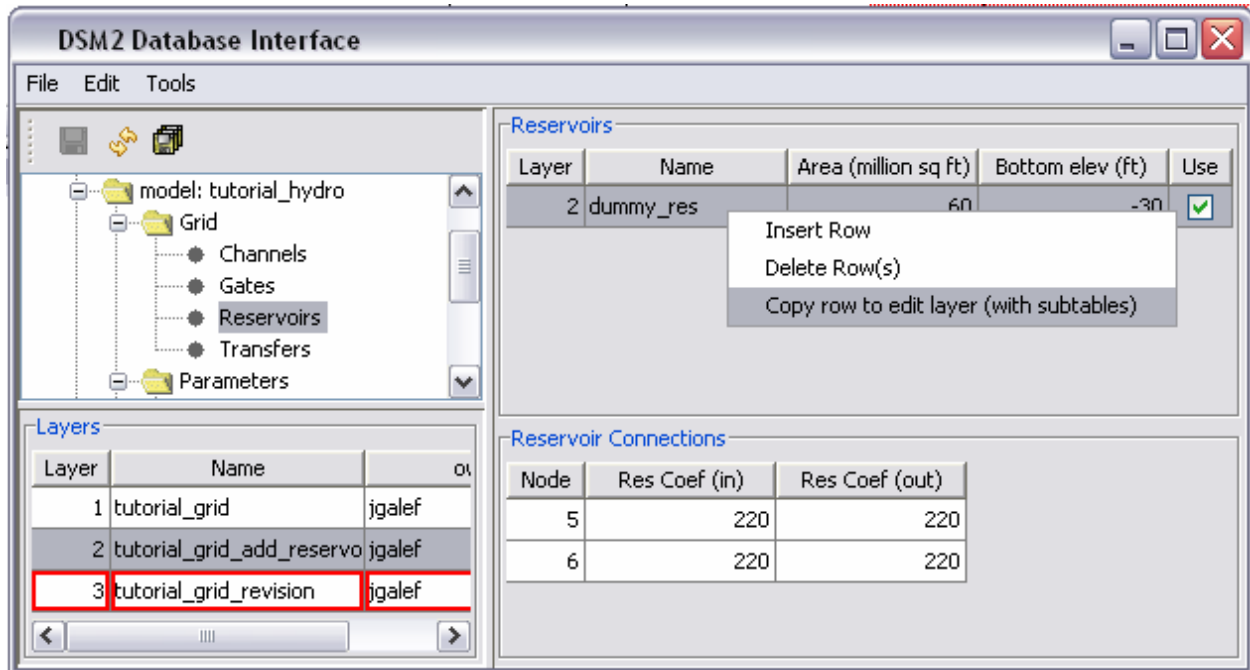 DSM2 Database Interface
File Edit Tools
model: tutorial_hydro
Grid
Channels
Gates
Reservoirs
Transfers
Parameters
Layers
Layer Name
1 tutorial_grid jgalef
2 tutorial_grid_add_reservo jgalef
3 tutorial_grid_revision jgalef
Reservoirs
Layer Name Area (million sq ft) Bottom elev (ft) Use
2 dummy_res 60 -30
Insert Row
Delete Row(s)
Copy row to edit layer (with subtables)
Reservoir Connections
Node Res Coef (in) Res Coef (out)
5 220 220
6 220 220